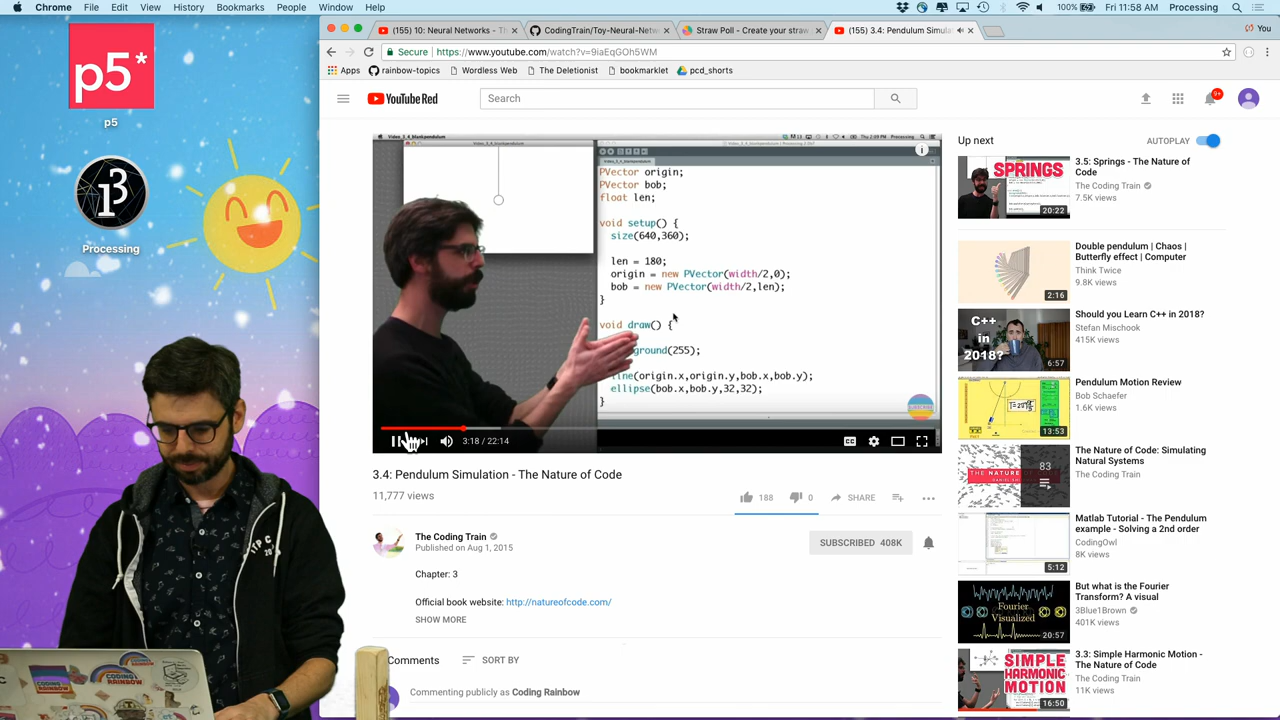 Chrome File Edit View History Bookmarks People Window Help
100% Fri 11:58 AM Processing
p5*
p5
Processing
(155) 10: Neural Networks - Th
CodingTrain/Toy-Neural-Netw
Straw Poll - Create your straw
(155) 3.4: Pendulum Simula
You
Secure https://www.youtube.com/watch?v=9iaEqGOh5WM
Apps rainbow-topics Wordless Web The Deletionist bookmarklet pcd_shorts
YouTube Red
Search
9+
PVector origin;
PVector bob;
float len;
void setup() {
size(640,360);
len = 180;
origin = new PVector(width/2,0);
bob = new PVector(width/2,len);
}
void draw() {
ground(255);
line(origin.x,origin.y,bob.x,bob.y);
ellipse(bob.x,bob.y,32,32);
}
3:18 / 22:14
3.4: Pendulum Simulation - The Nature of Code
11,777 views
188 0 SHARE
The Coding Train
Published on Aug 1, 2015
SUBSCRIBED 408K
Chapter: 3
Official book website: http://natureofcode.com/
SHOW MORE
Comments SORT BY
Commenting publicly as Coding Rainbow
Up next AUTOPLAY
SPRINGS
20:22
3.5: Springs - The Nature of
Code
The Coding Train
7.5K views
2:16
Double pendulum | Chaos |
Butterfly effect | Computer
Think Twice
9.8K views
C++
in
2018?
6:57
Should you Learn C++ in 2018?
Stefan Mischook
415K views
13:53
Pendulum Motion Review
Bob Schaefer
1.6K views
THE NATURE OF CODE
83
The Nature of Code: Simulating
Natural Systems
The Coding Train
5:12
Matlab Tutorial - The Pendulum
example - Solving a 2nd order
CodingOwl
8K views
Fourier
Visualized
20:57
But what is the Fourier
Transform? A visual
3Blue1Brown
401K views
SIMPLE
HARMONIC
MOTION
16:50
3.3: Simple Harmonic Motion -
The Nature of Code
The Coding Train
11K views
ITP
CODING